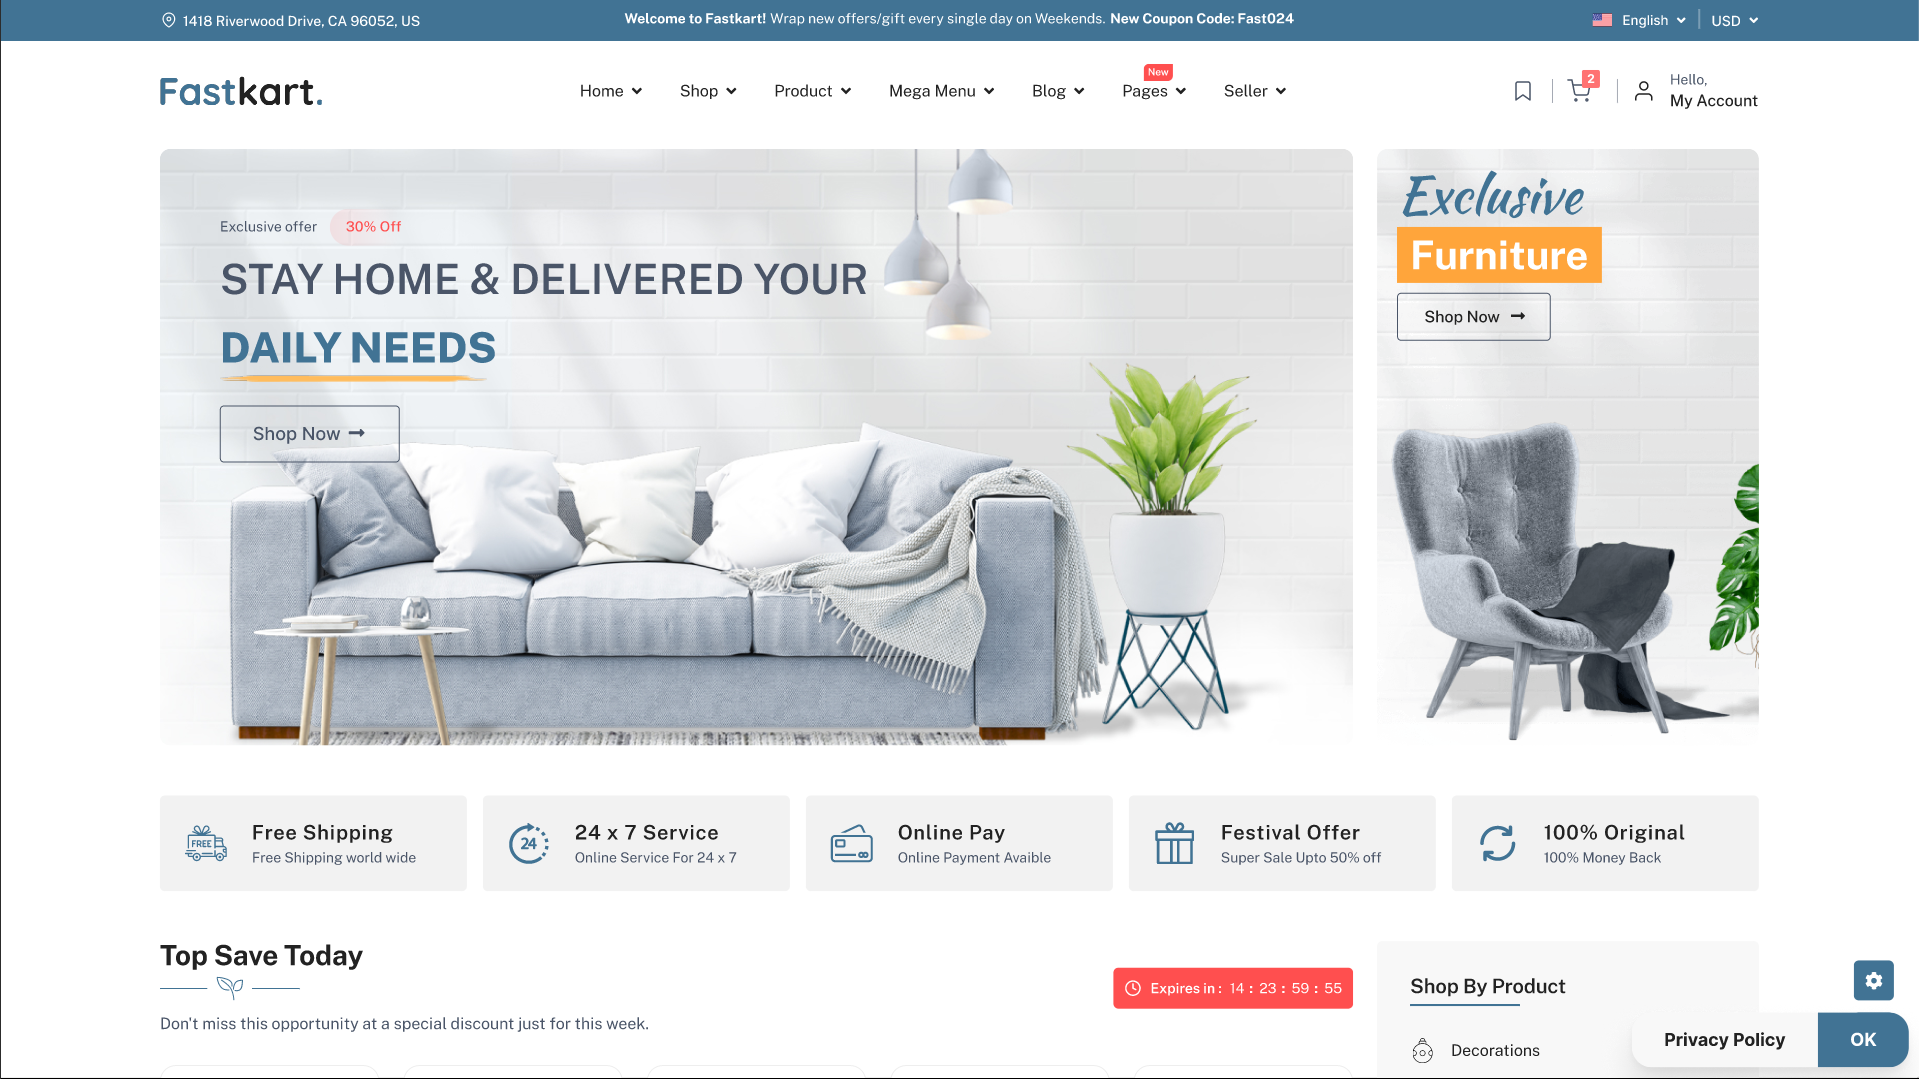 1418 Riverwood Drive, CA 96052, US
Welcome to Fastkart! Wrap new offers/gift every single day on Weekends. New Coupon Code: Fast024
English
USD
Fastkart.
Home
Shop
Product
Mega Menu
Blog
Pages
New
Seller
2
Hello,
My Account
Exclusive offer
30% Off
STAY HOME & DELIVERED YOUR
DAILY NEEDS
Shop Now
Exclusive
Furniture
Shop Now
FREE
Free Shipping
Free Shipping world wide
24
24 x 7 Service
Online Service For 24 x 7
Online Pay
Online Payment Avaible
Festival Offer
Super Sale Upto 50% off
100% Original
100% Money Back
Top Save Today
Don't miss this opportunity at a special discount just for this week.
Expires in : 14 : 23 : 59 : 55
Shop By Product
Decorations
Privacy Policy
OK